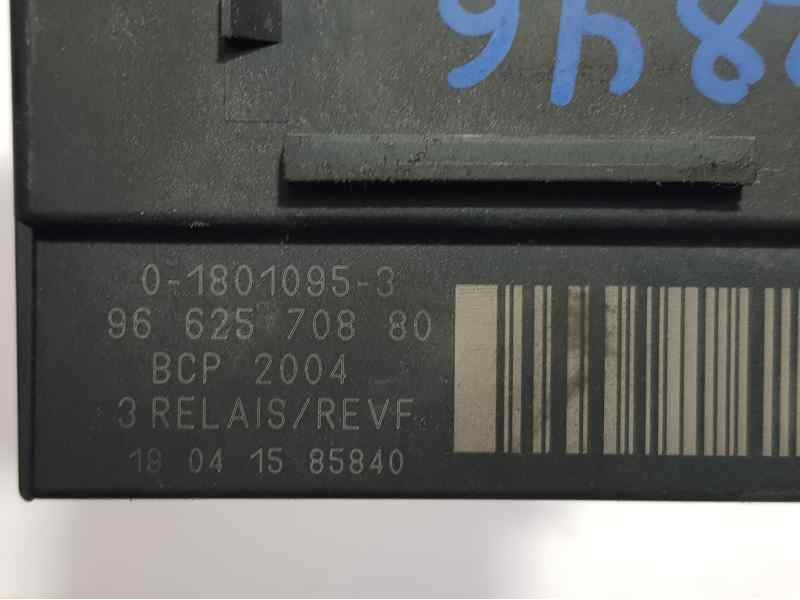 0-1801095-3
96 625 708 80
BCP 2004
3 RELAIS/REVF
18 04 15 85840